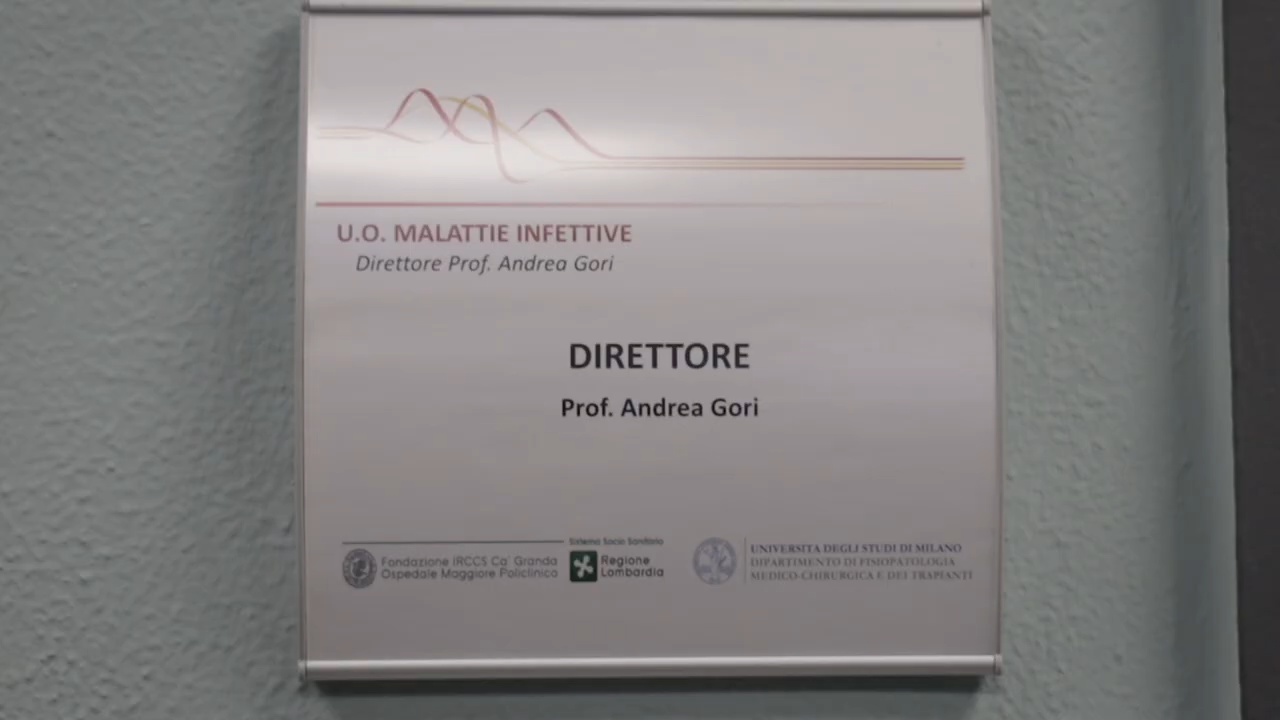 U.O. MALATTIE INFETTIVE
Direttore Prof. Andrea Gori
DIRETTORE
Prof. Andrea Gori
Fondazione IRCCS Ca' Granda
Ospedale Maggiore Policlinico
Sistema Socio Sanitario
Regione
Lombardia
UNIVERSITÀ DEGLI STUDI DI MILANO
DIPARTIMENTO DI FISIOPATOLOGIA
MEDICO-CHIRURGICA E DEI TRAPIANTI